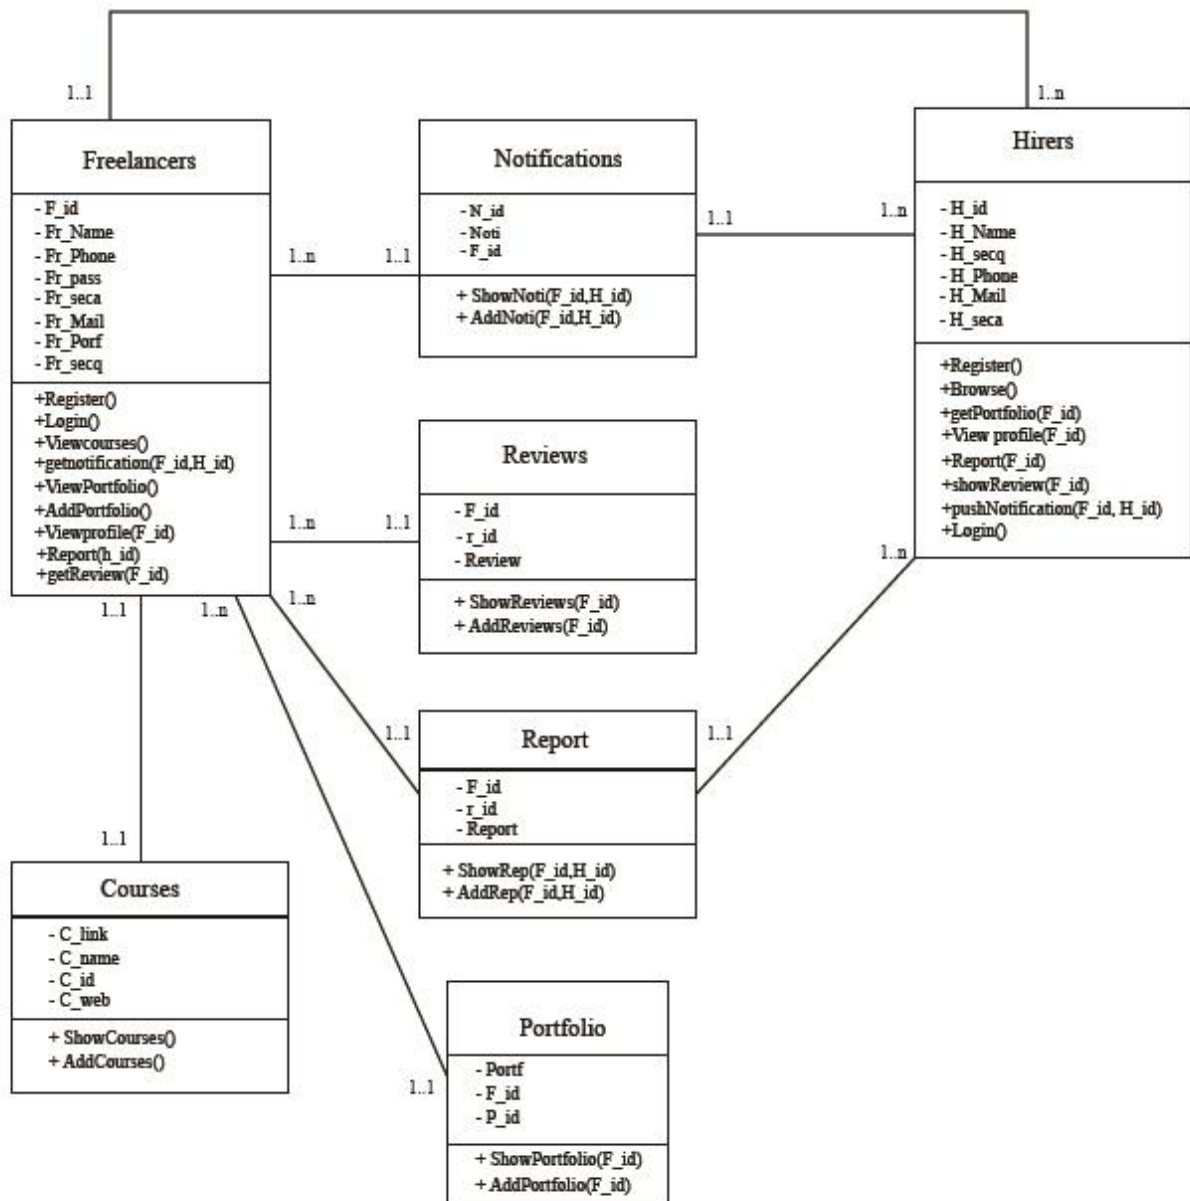 1..1
1..n
Freelancers
- F_id
- Fr_Name
- Fr_Phone
- Fr_pass
- Fr_seca
- Fr_Mail
- Fr_Porf
- Fr_secq
+Register()
+Login()
+Viewcourses()
+getnotification(F_id,H_id)
+ViewPortfolio()
+AddPortfolio()
+Viewprofile(F_id)
+Report(h_id)
+getReview(F_id)
1..n
1..1
Notifications
- N_id
- Noti
- F_id
+ ShowNoti(F_id,H_id)
+ AddNoti(F_id,H_id)
1..1
1..n
Hirers
- H_id
- H_Name
- H_secq
- H_Phone
- H_Mail
- H_seca
+Register()
+Browse()
+getPortfolio(F_id)
+View profile(F_id)
+Report(F_id)
+showReview(F_id)
+pushNotification(F_id, H_id)
+Login()
1..n
1..1
Reviews
- F_id
- r_id
- Review
+ ShowReviews(F_id)
+ AddReviews(F_id)
1..n
1..1
1..n
1..n
1..1
1..1
Report
- F_id
- r_id
- Report
+ ShowRep(F_id,H_id)
+ AddRep(F_id,H_id)
1..1
Courses
- C_link
- C_name
- C_id
- C_web
+ ShowCourses()
+ AddCourses()
1..1
Portfolio
- Portf
- F_id
- P_id
+ ShowPortfolio(F_id)
+ AddPortfolio(F_id)